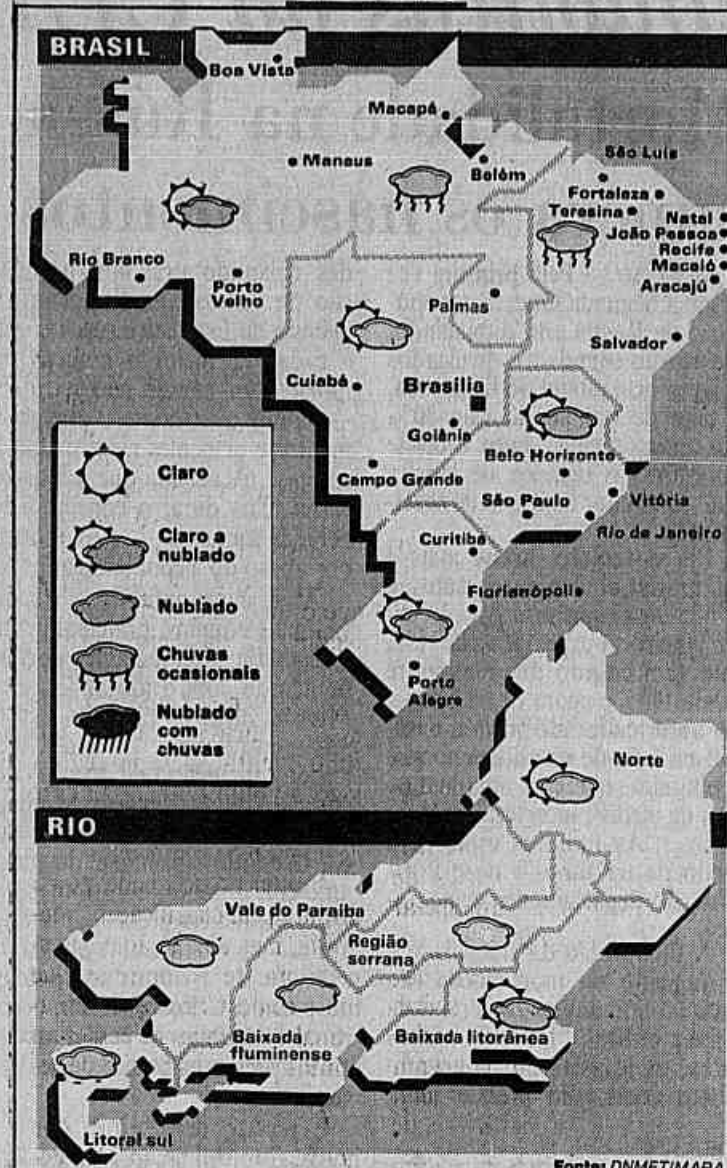 BRASIL
Boa Vista
Macapá
Manaus
Belém
São Luís
Fortaleza
Teresina
Natal
João Pessoa
Recife
Maceió
Aracajú
Rio Branco
Porto
Velho
Palmas
Salvador
Cuiabá
Brasília
Goiânia
Belo Horizonte
Campo Grande
São Paulo
Vitória
Rio de Janeiro
Curitiba
Florianópolis
Porto
Alegre
Claro
Claro a
nublado
Nublado
Chuvas
ocasionais
Nublado
com
chuvas
RIO
Norte
Vale do Paraíba
Região
serrana
Baixada
fluminense
Baixada litorânea
Litoral sul
Fonte: DNMET/MARA